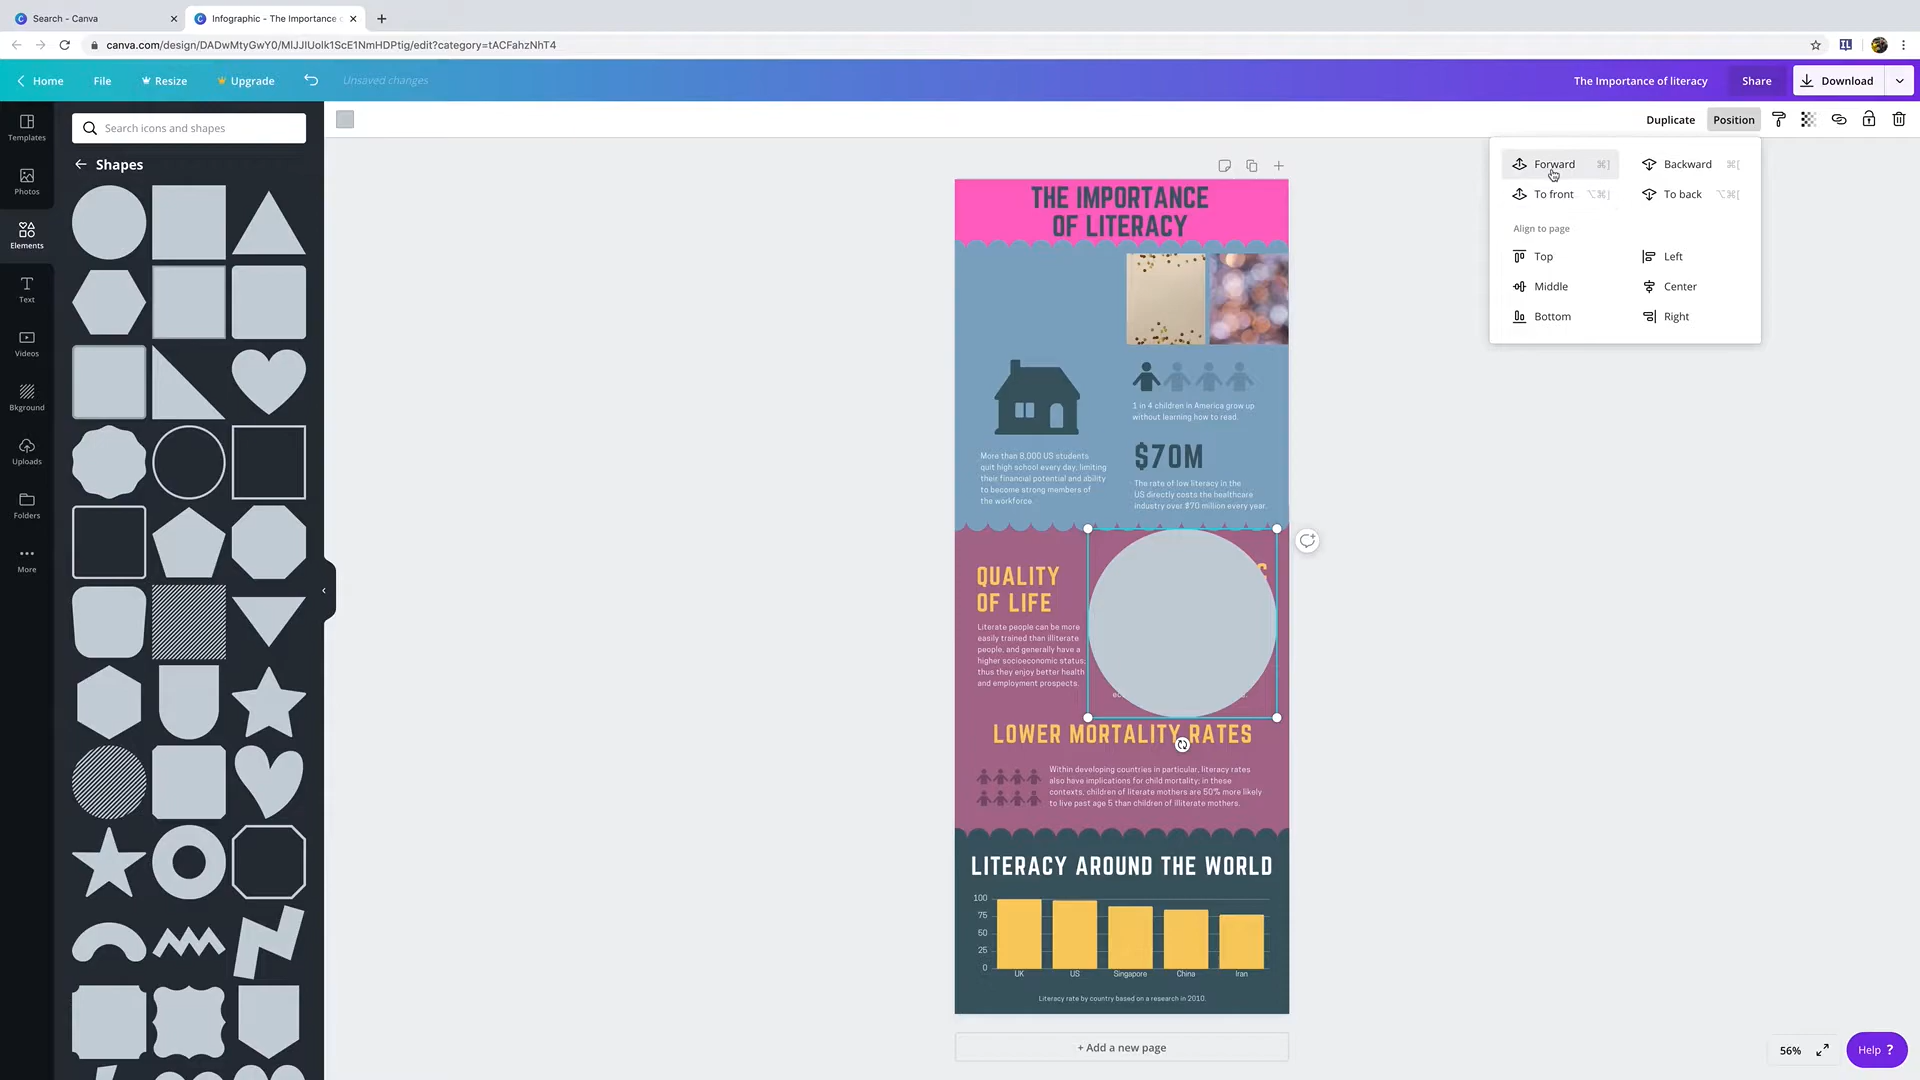 Search - Canva
Infographic - The Importance
canva.com/design/DADwMtyGwY0/MlJJIUolk1ScE1NmHDPtig/edit?category=tACFahzNhT4
Home
File
Resize
Upgrade
Unsaved changes
The Importance of literacy
Share
Download
Templates
Photos
Elements
Text
Videos
Bkground
Uploads
Folders
More
Search icons and shapes
Shapes
Duplicate
Position
Forward ⌘]
Backward ⌘[
To front ⌥⌘]
To back ⌥⌘[
Align to page
Top
Left
Middle
Center
Bottom
Right
THE IMPORTANCE
OF LITERACY
1 in 4 children in America grow up
without learning how to read.
More than 8,000 US students
quit high school every day, limiting
their financial potential and ability
to become strong members of
the workforce.
$70M
The rate of low literacy in the
US directly costs the healthcare
industry over $70 million every year.
QUALITY
OF LIFE
Literate people can be more
easily trained than illiterate
people, and generally have a
higher socioeconomic status;
thus they enjoy better health
and employment prospects.
LOWER MORTALITY RATES
Within developing countries in particular, literacy rates
also have implications for child mortality; in these
contexts, children of literate mothers are 50% more likely
to live past age 5 than children of illiterate mothers.
LITERACY AROUND THE WORLD
100
75
50
25
0
UK US Singapore China Iran
Literacy rate by country based on a research in 2010.
+ Add a new page
56%
Help ?